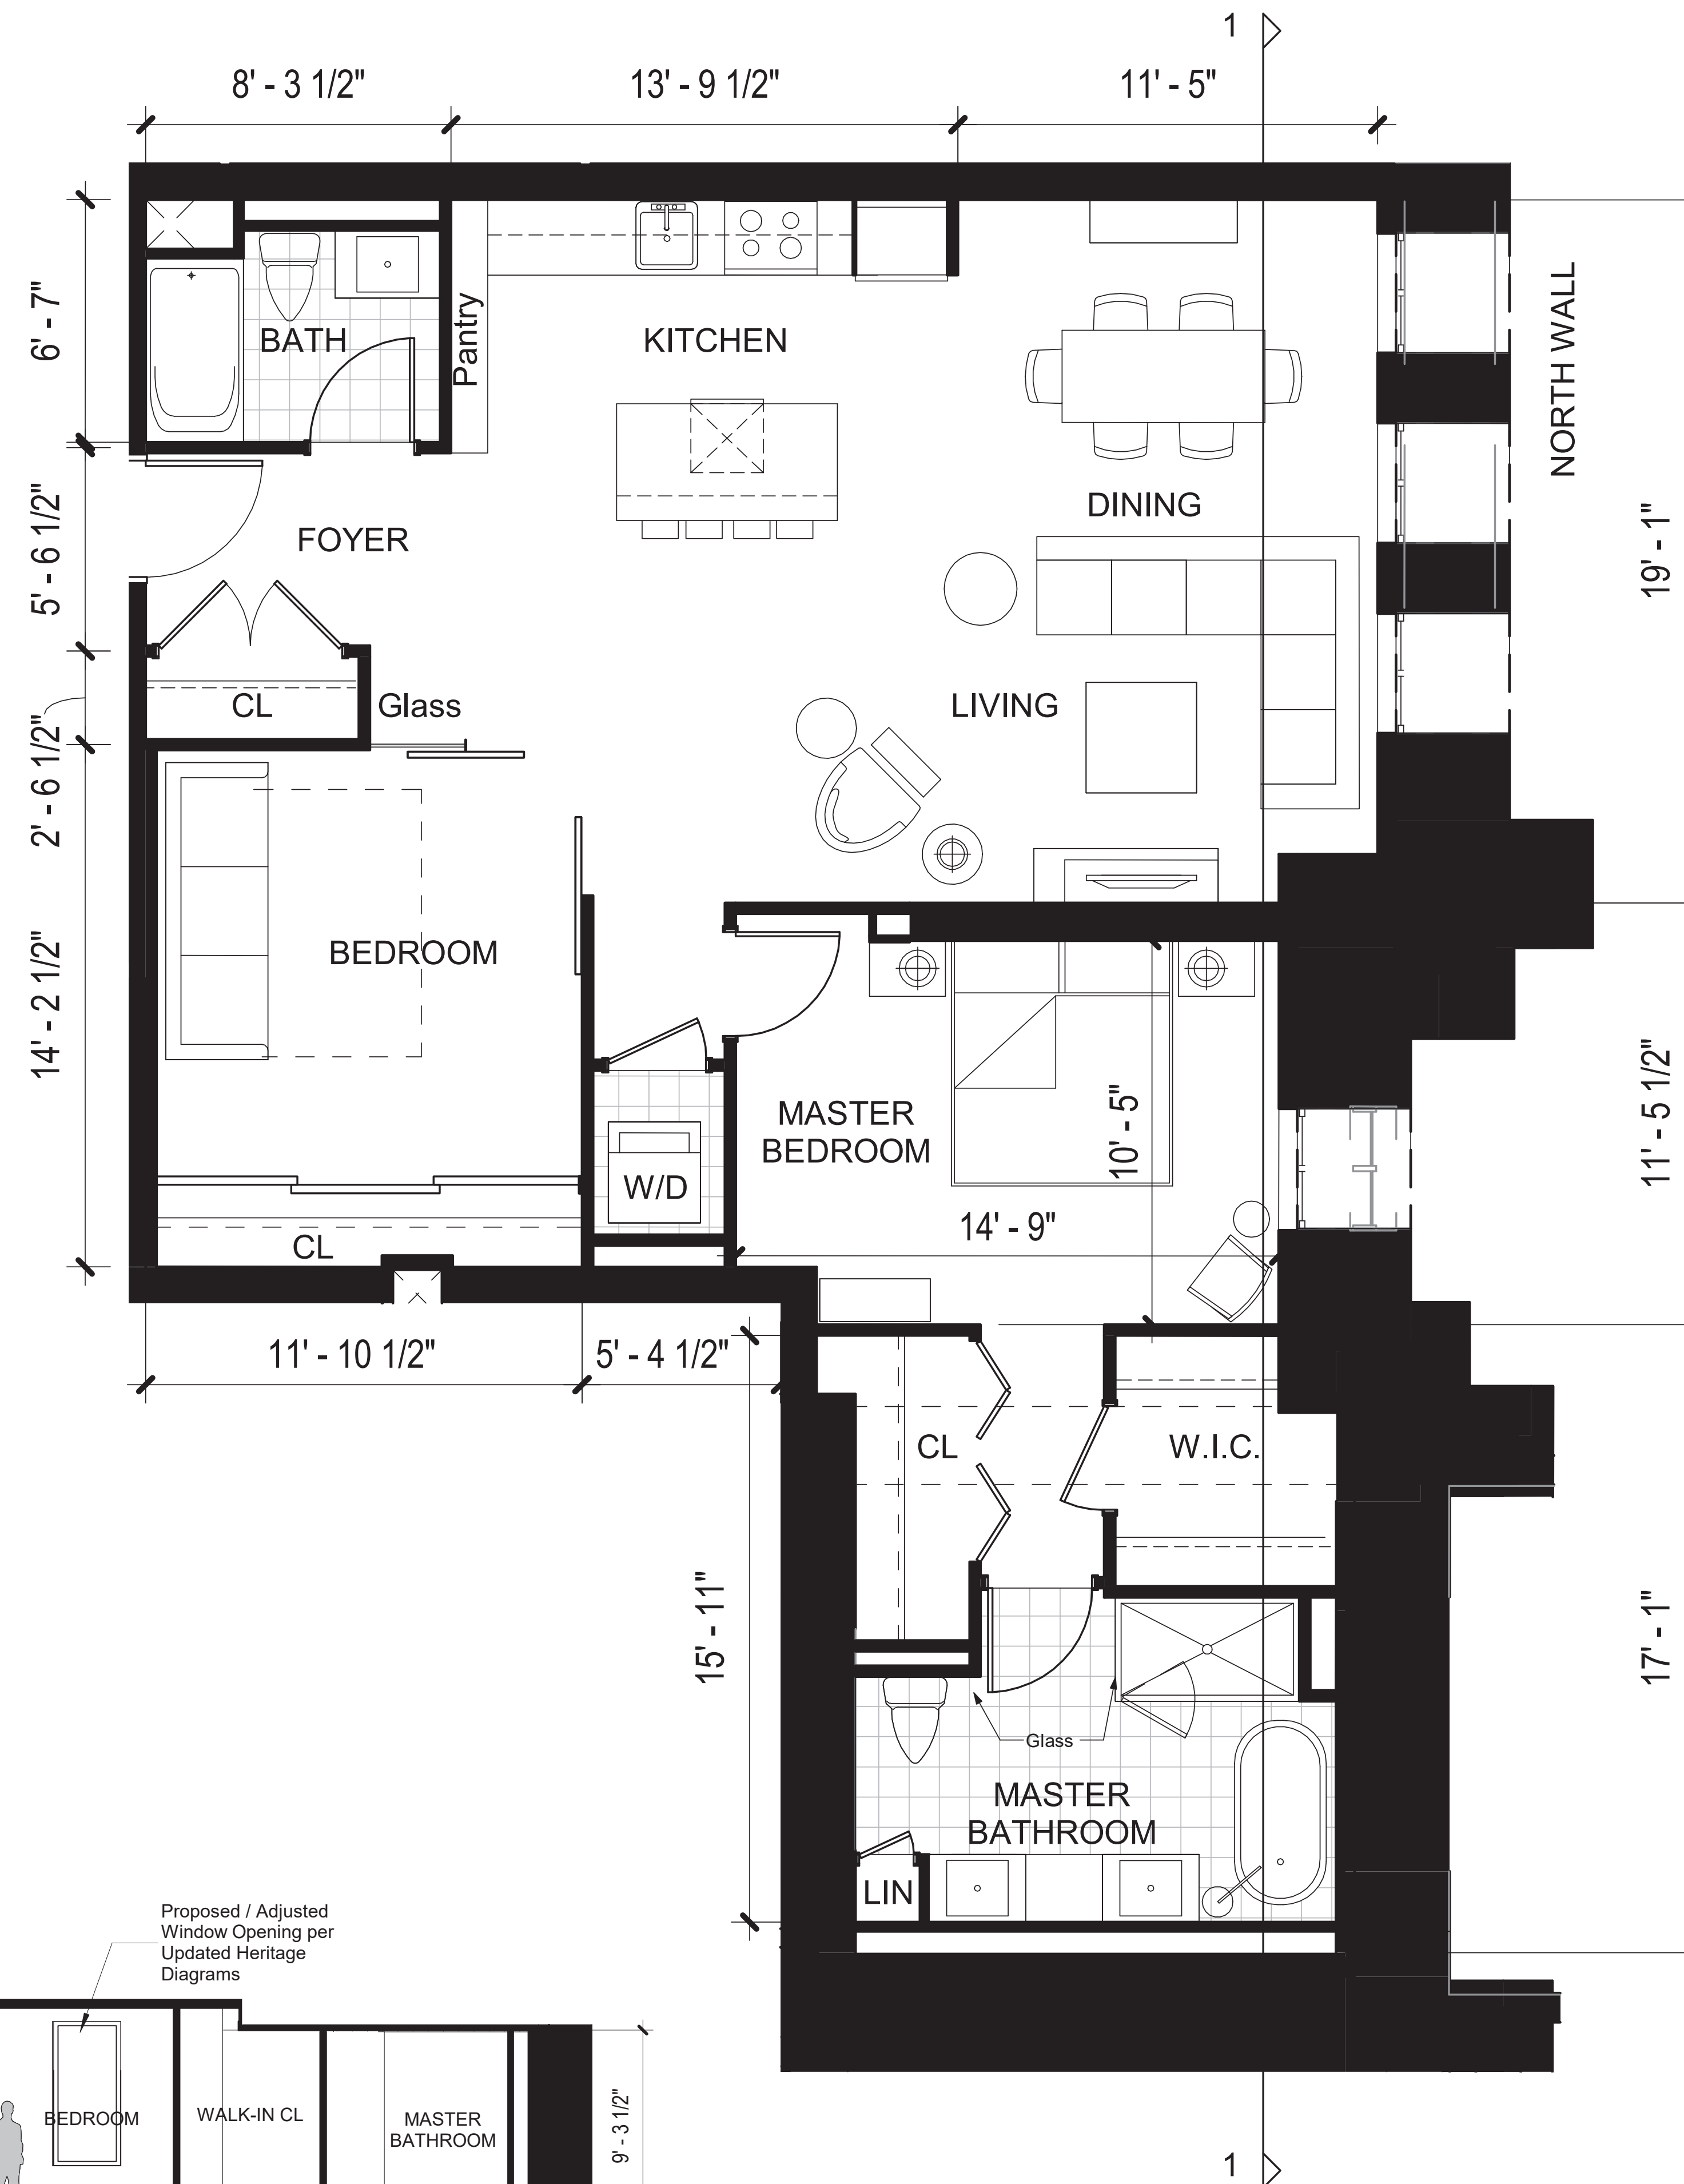 1
8' - 3 1/2"
13' - 9 1/2"
11' - 5"
6' - 7"
BATH
Pantry
KITCHEN
NORTH WALL
DINING
5' - 6 1/2"
FOYER
19' - 1"
CL
Glass
LIVING
2' - 6 1/2"
BEDROOM
14' - 2 1/2"
MASTER
BEDROOM
10' - 5"
11' - 5 1/2"
W/D
14' - 9"
CL
11' - 10 1/2"
5' - 4 1/2"
CL
W.I.C.
15' - 11"
17' - 1"
Glass
MASTER
BATHROOM
LIN
Proposed / Adjusted
Window Opening per
Updated Heritage
Diagrams
BEDROOM
WALK-IN CL
MASTER
BATHROOM
9' - 3 1/2"
1